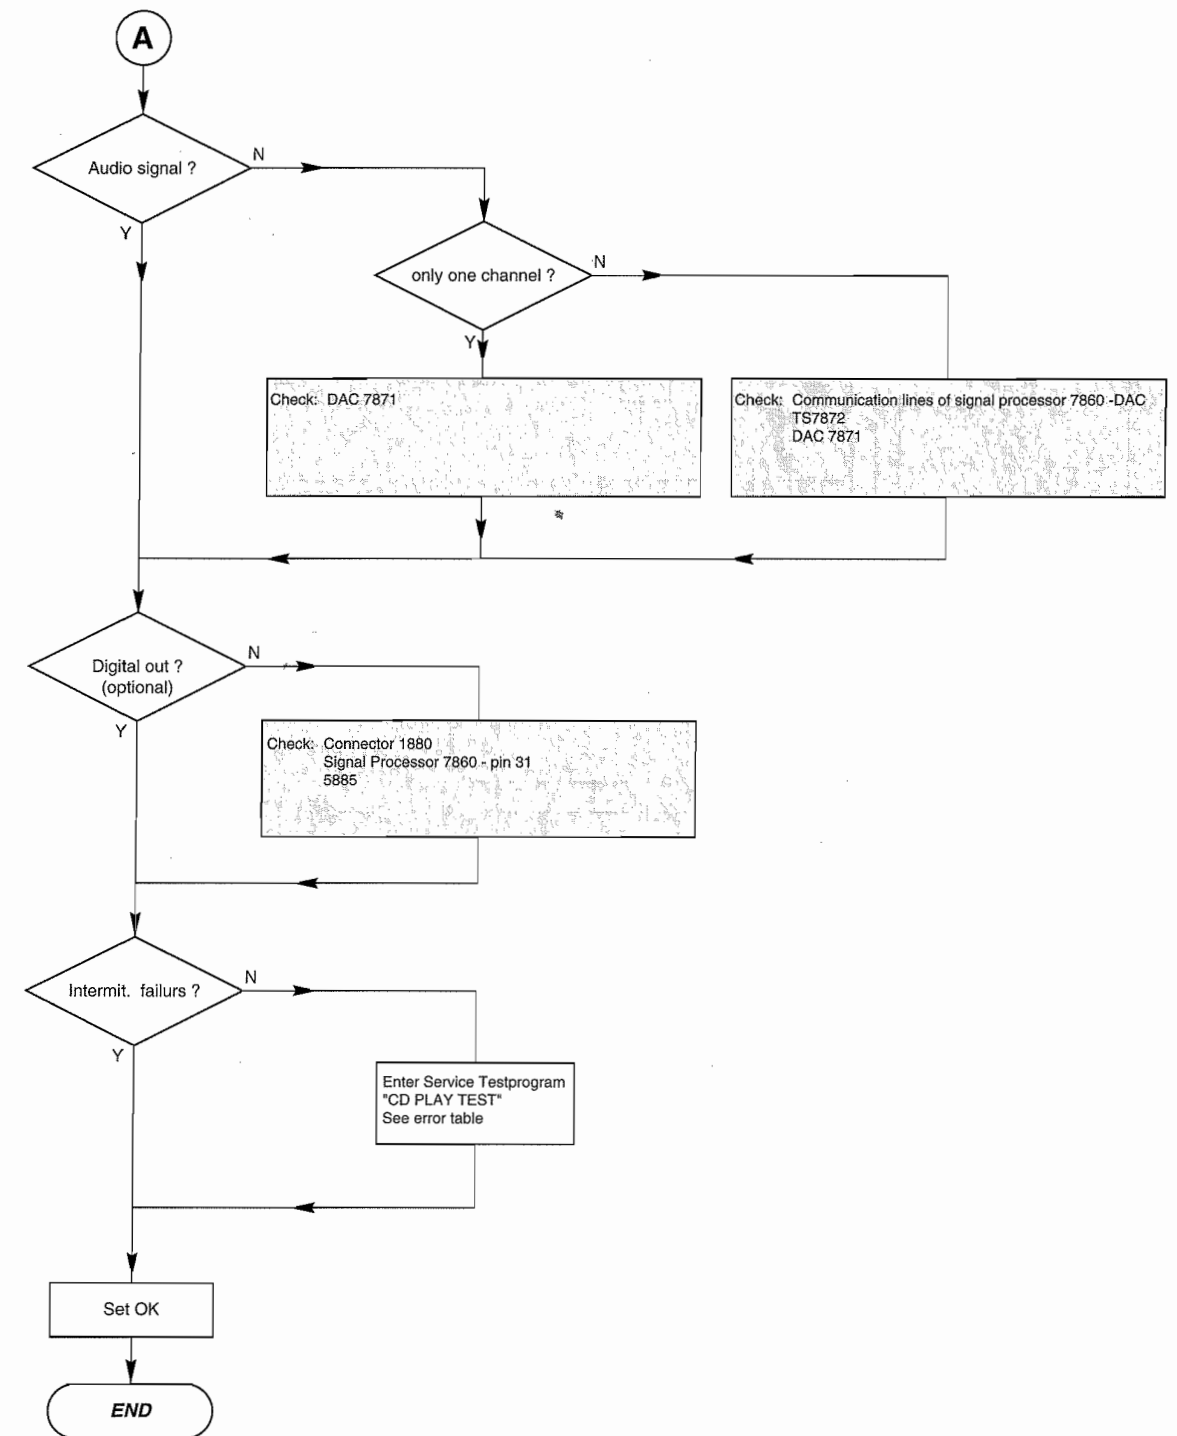 A
Audio signal ?
N
Y
only one channel ?
N
Y
Check: DAC 7871
Check: Communication lines of signal processor 7860 -DAC
TS7872
DAC 7871
Digital out ?
(optional)
N
Y
Check: Connector 1880
Signal Processor 7860 - pin 31
5885
Intermit. failurs ?
N
Y
Enter Service Testprogram
"CD PLAY TEST"
See error table
Set OK
END